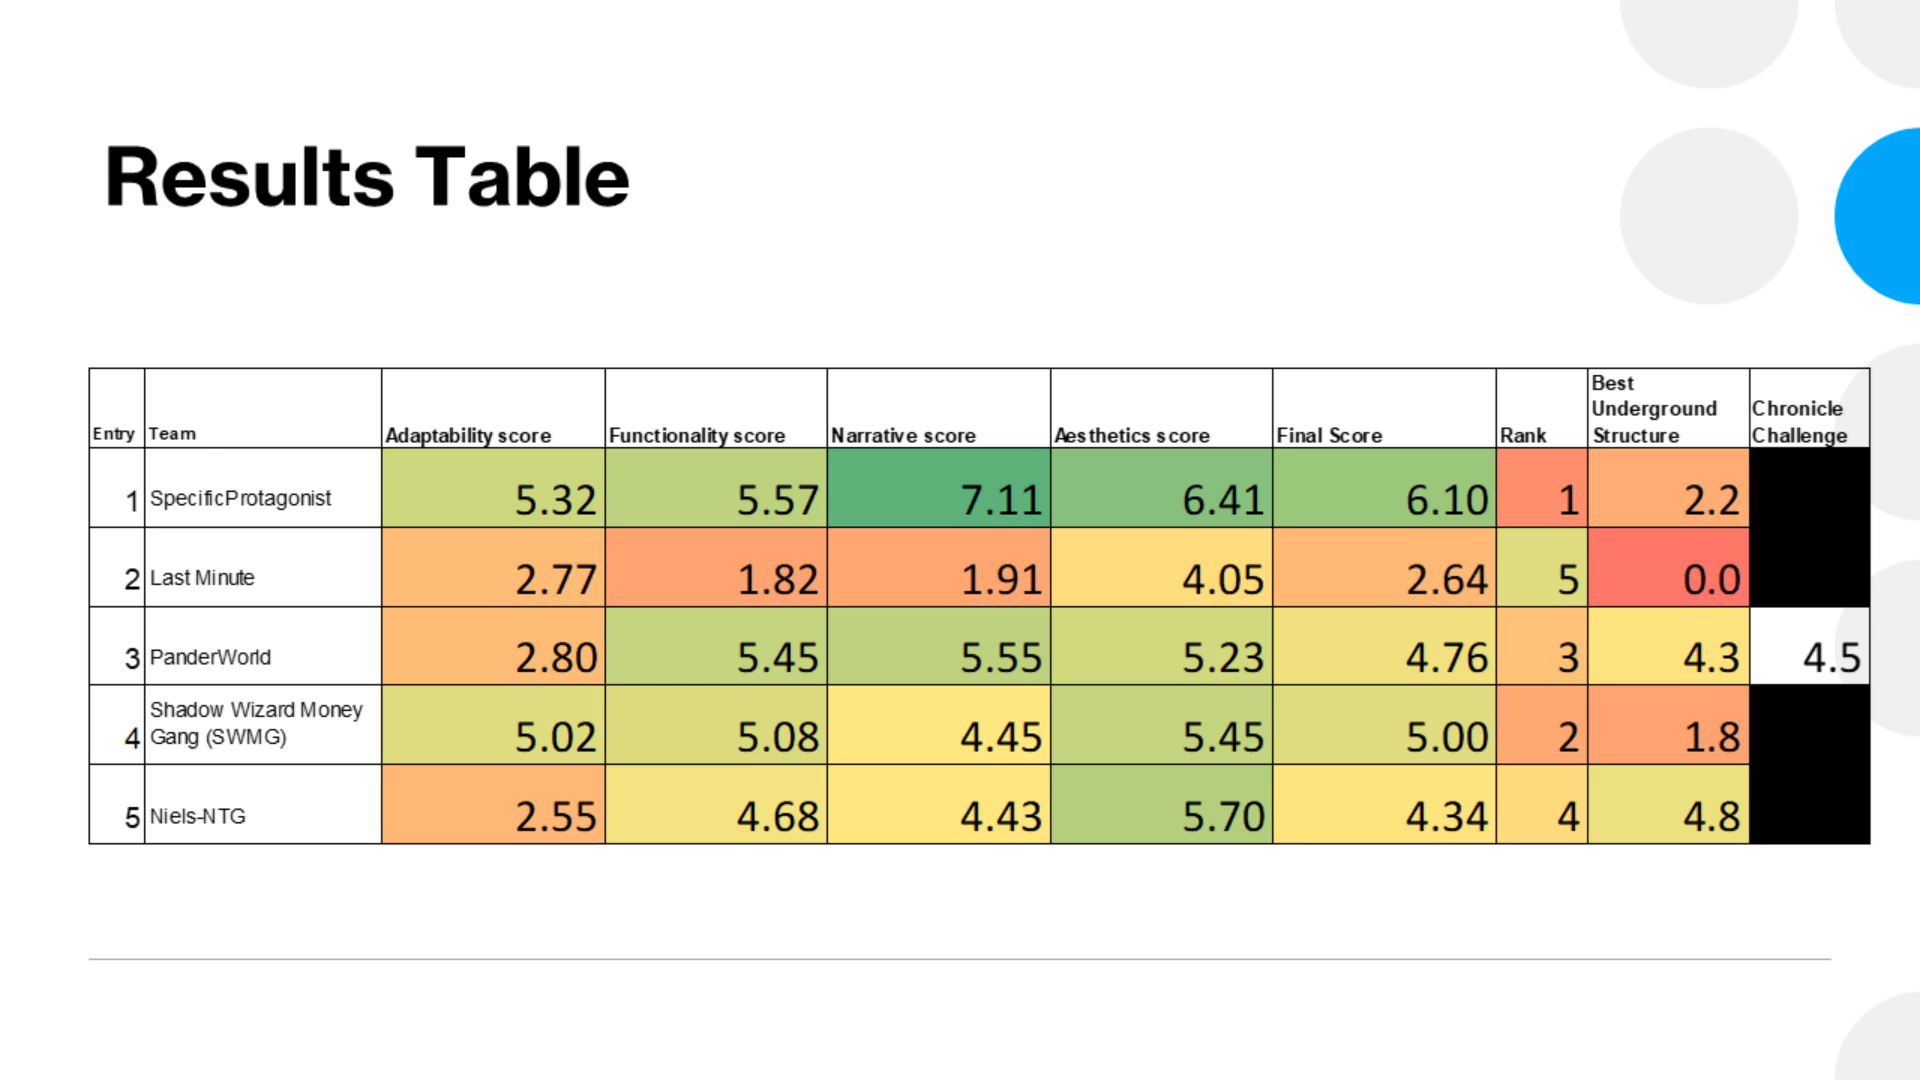 Results Table
Entry Team Adaptability score Functionality score Narrative score Aesthetics score Final Score Rank Best Underground Structure Chronicle Challenge
1 SpecificProtagonist 5.32 5.57 7.11 6.41 6.10 1 2.2
2 Last Minute 2.77 1.82 1.91 4.05 2.64 5 0.0
3 PanderWorld 2.80 5.45 5.55 5.23 4.76 3 4.3 4.5
4 Shadow Wizard Money Gang (SWMG) 5.02 5.08 4.45 5.45 5.00 2 1.8
5 Niels-NTG 2.55 4.68 4.43 5.70 4.34 4 4.8